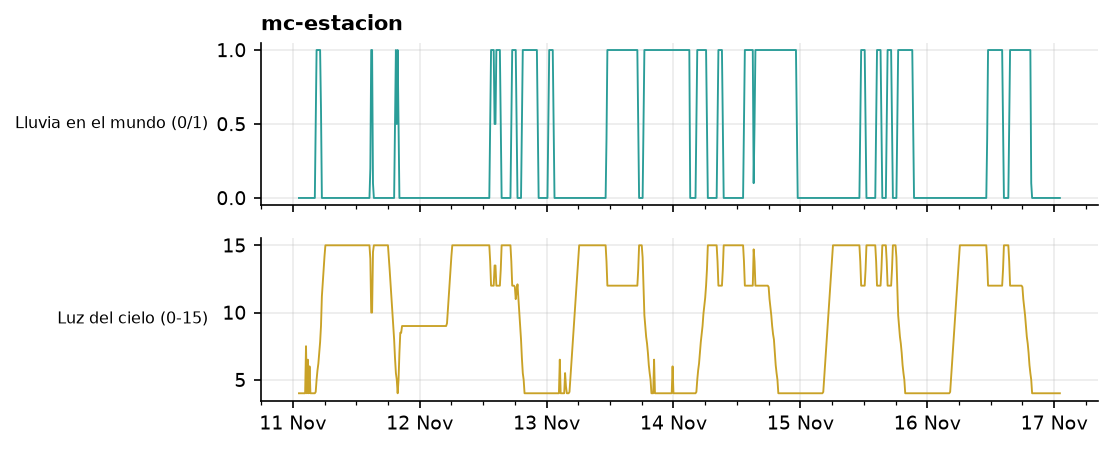 mc-estacion
Lluvia en el mundo (0/1)
1.0
0.5
0.0
Luz del cielo (0-15)
15
10
5
11 Nov 12 Nov 13 Nov 14 Nov 15 Nov 16 Nov 17 Nov